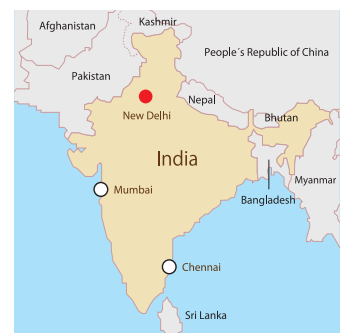 Kashmir
Afghanistan
People´s Republic of China
Pakistan
Nepal
New Delhi
Bhutan
India
Myanmar
Mumbai
Bangladesh
Chennai
Sri Lanka